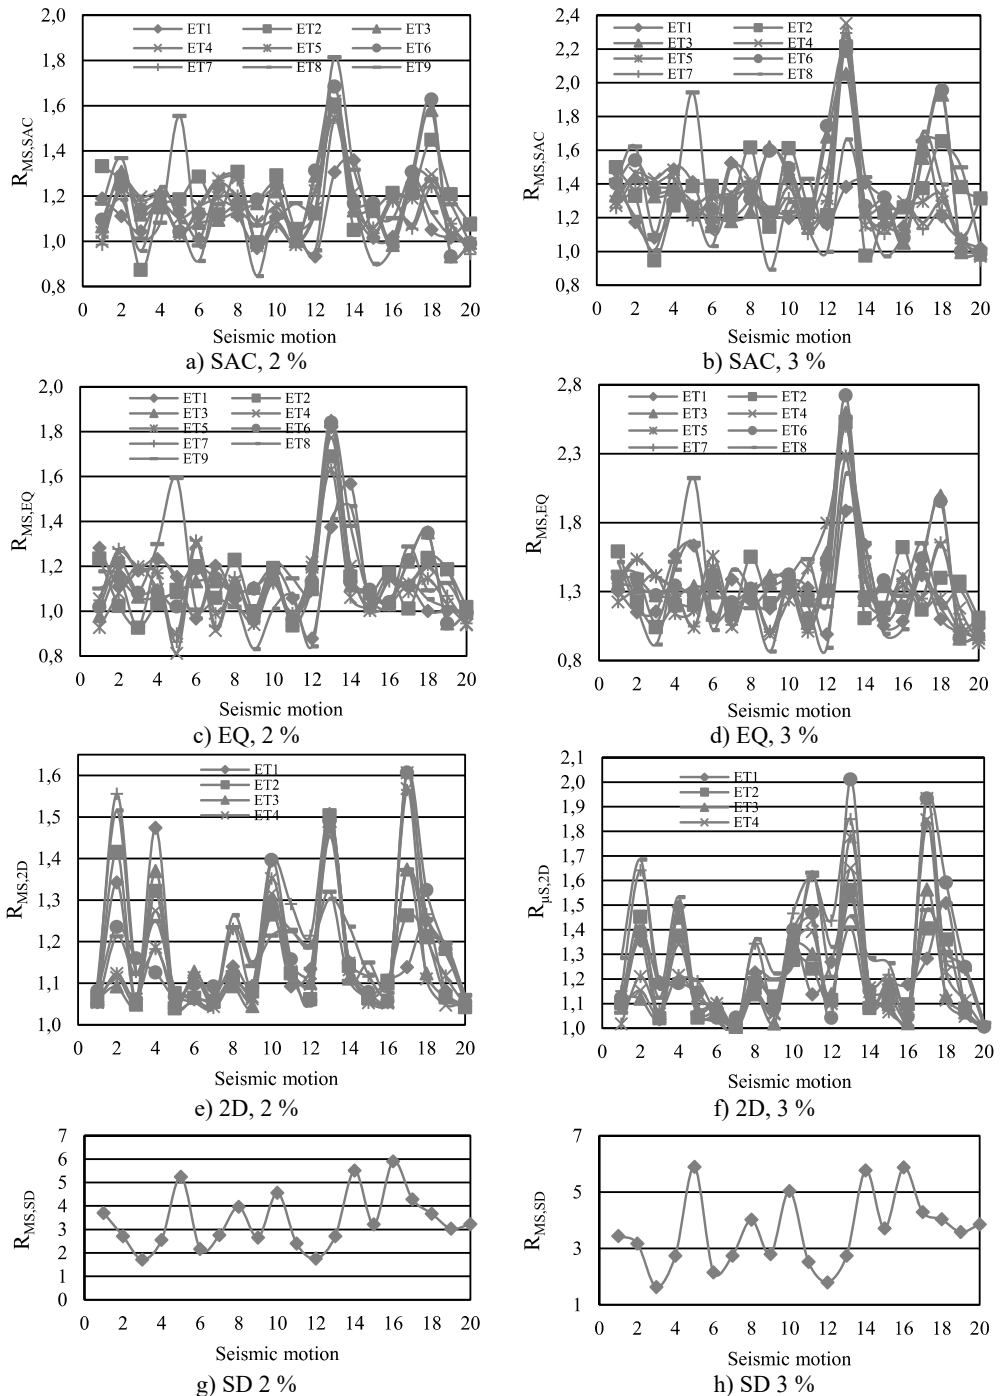 2,0
1,8
1,6
1,4
1,2
1,0
0,8
R_MS,SAC
ET1 ET2 ET3
ET4 ET5 ET6
ET7 ET8 ET9
0 2 4 6 8 10 12 14 16 18 20
Seismic motion
a) SAC, 2 %
2,4
2,2
2,0
1,8
1,6
1,4
1,2
1,0
0,8
R_MS,SAC
ET1 ET2
ET3 ET4
ET5 ET6
ET7 ET8
0 2 4 6 8 10 12 14 16 18 20
Seismic motion
b) SAC, 3 %
2,0
1,8
1,6
1,4
1,2
1,0
0,8
R_MS,EQ
ET1 ET2
ET3 ET4
ET5 ET6
ET7 ET8
ET9
0 2 4 6 8 10 12 14 16 18 20
Seismic motion
c) EQ, 2 %
2,8
2,3
1,8
1,3
0,8
R_MS,EQ
ET1 ET2
ET3 ET4
ET5 ET6
ET7 ET8
0 2 4 6 8 10 12 14 16 18 20
Seismic motion
d) EQ, 3 %
1,6
1,5
1,4
1,3
1,2
1,1
1,0
R_MS,2D
ET1
ET2
ET3
ET4
0 2 4 6 8 10 12 14 16 18 20
Seismic motion
e) 2D, 2 %
2,1
2,0
1,9
1,8
1,7
1,6
1,5
1,4
1,3
1,2
1,1
1,0
R_µS,2D
ET1
ET2
ET3
ET4
0 2 4 6 8 10 12 14 16 18 20
Seismic motion
f) 2D, 3 %
7
6
5
4
3
2
1
0
R_MS,SD
0 2 4 6 8 10 12 14 16 18 20
Seismic motion
g) SD 2 %
7
5
3
1
R_MS,SD
0 2 4 6 8 10 12 14 16 18 20
Seismic motion
h) SD 3 %